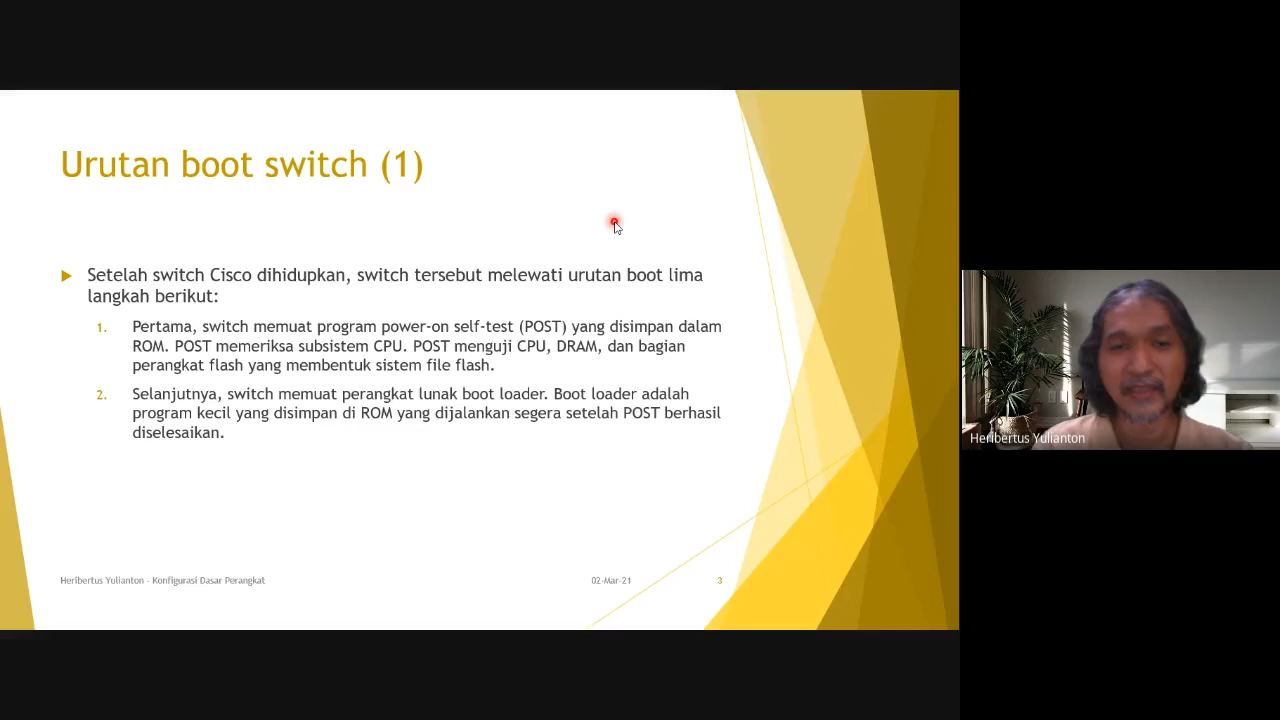 Urutan boot switch (1)
Setelah switch Cisco dihidupkan, switch tersebut melewati urutan boot lima
langkah berikut:
1. Pertama, switch memuat program power-on self-test (POST) yang disimpan dalam
ROM. POST memeriksa subsistem CPU. POST menguji CPU, DRAM, dan bagian
perangkat flash yang membentuk sistem file flash.
2. Selanjutnya, switch memuat perangkat lunak boot loader. Boot loader adalah
program kecil yang disimpan di ROM yang dijalankan segera setelah POST berhasil
diselesaikan.
Heribertus Yulianton - Konfigurasi Dasar Perangkat
02-Mar-21
3
Heribertus Yulianton